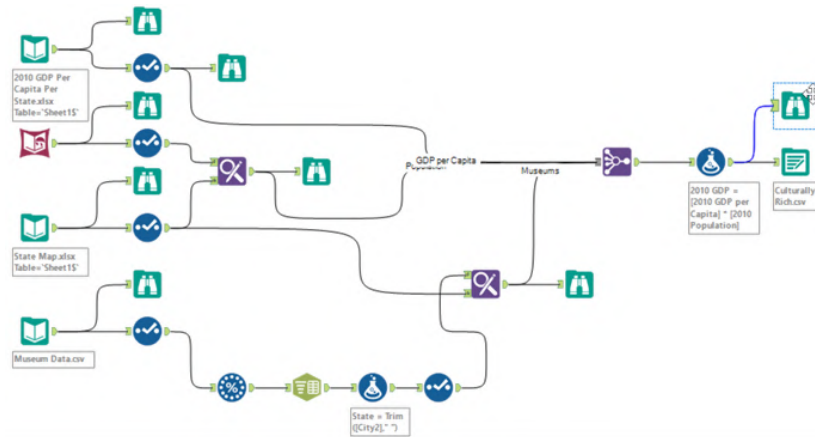 2010 GDP Per
Capita Per
State.xlsx
Table=`Sheet1$`
GDP per Capita
Museums
2010 GDP =
[2010 GDP per
Capita] * [2010
Population]
Culturally
Rich.csv
State Map.xlsx
Table=`Sheet1$`
Museum Data.csv
%
State = Trim
([City2]," ")